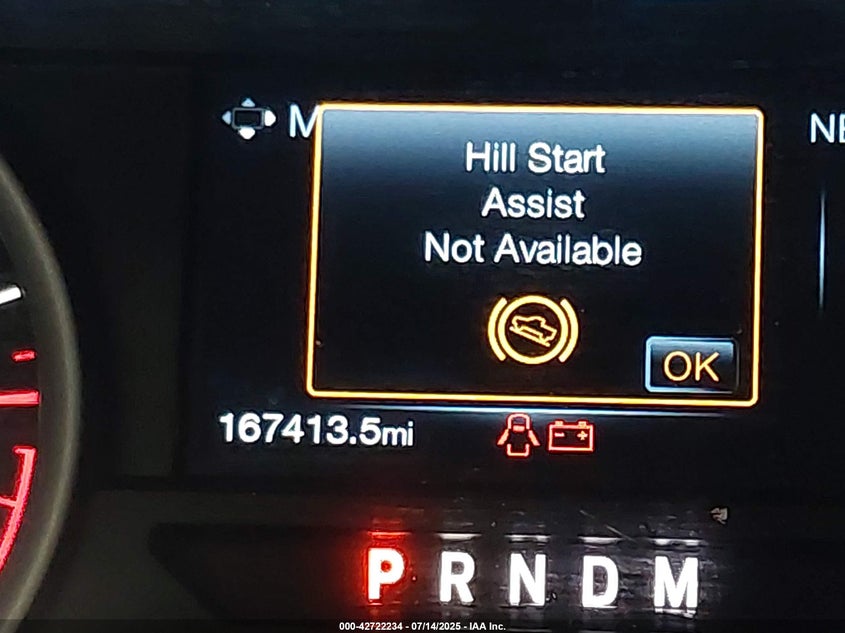 M
NE
Hill Start
Assist
Not Available
OK
167413.5mi
P R N D M
000-42722234 - 07/14/2025 - IAA Inc.